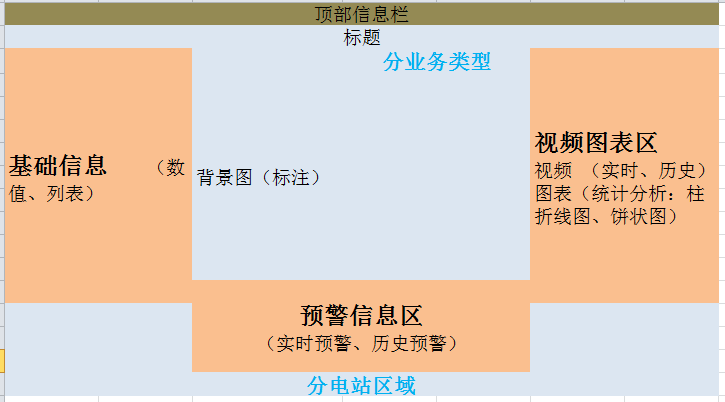 顶部信息栏
标题
分业务类型
基础信息 （数
值、列表）
背景图（标注）
视频图表区
视频 （实时、历史）
图表（统计分析：柱
折线图、饼状图）
预警信息区
（实时预警、历史预警）
分电站区域